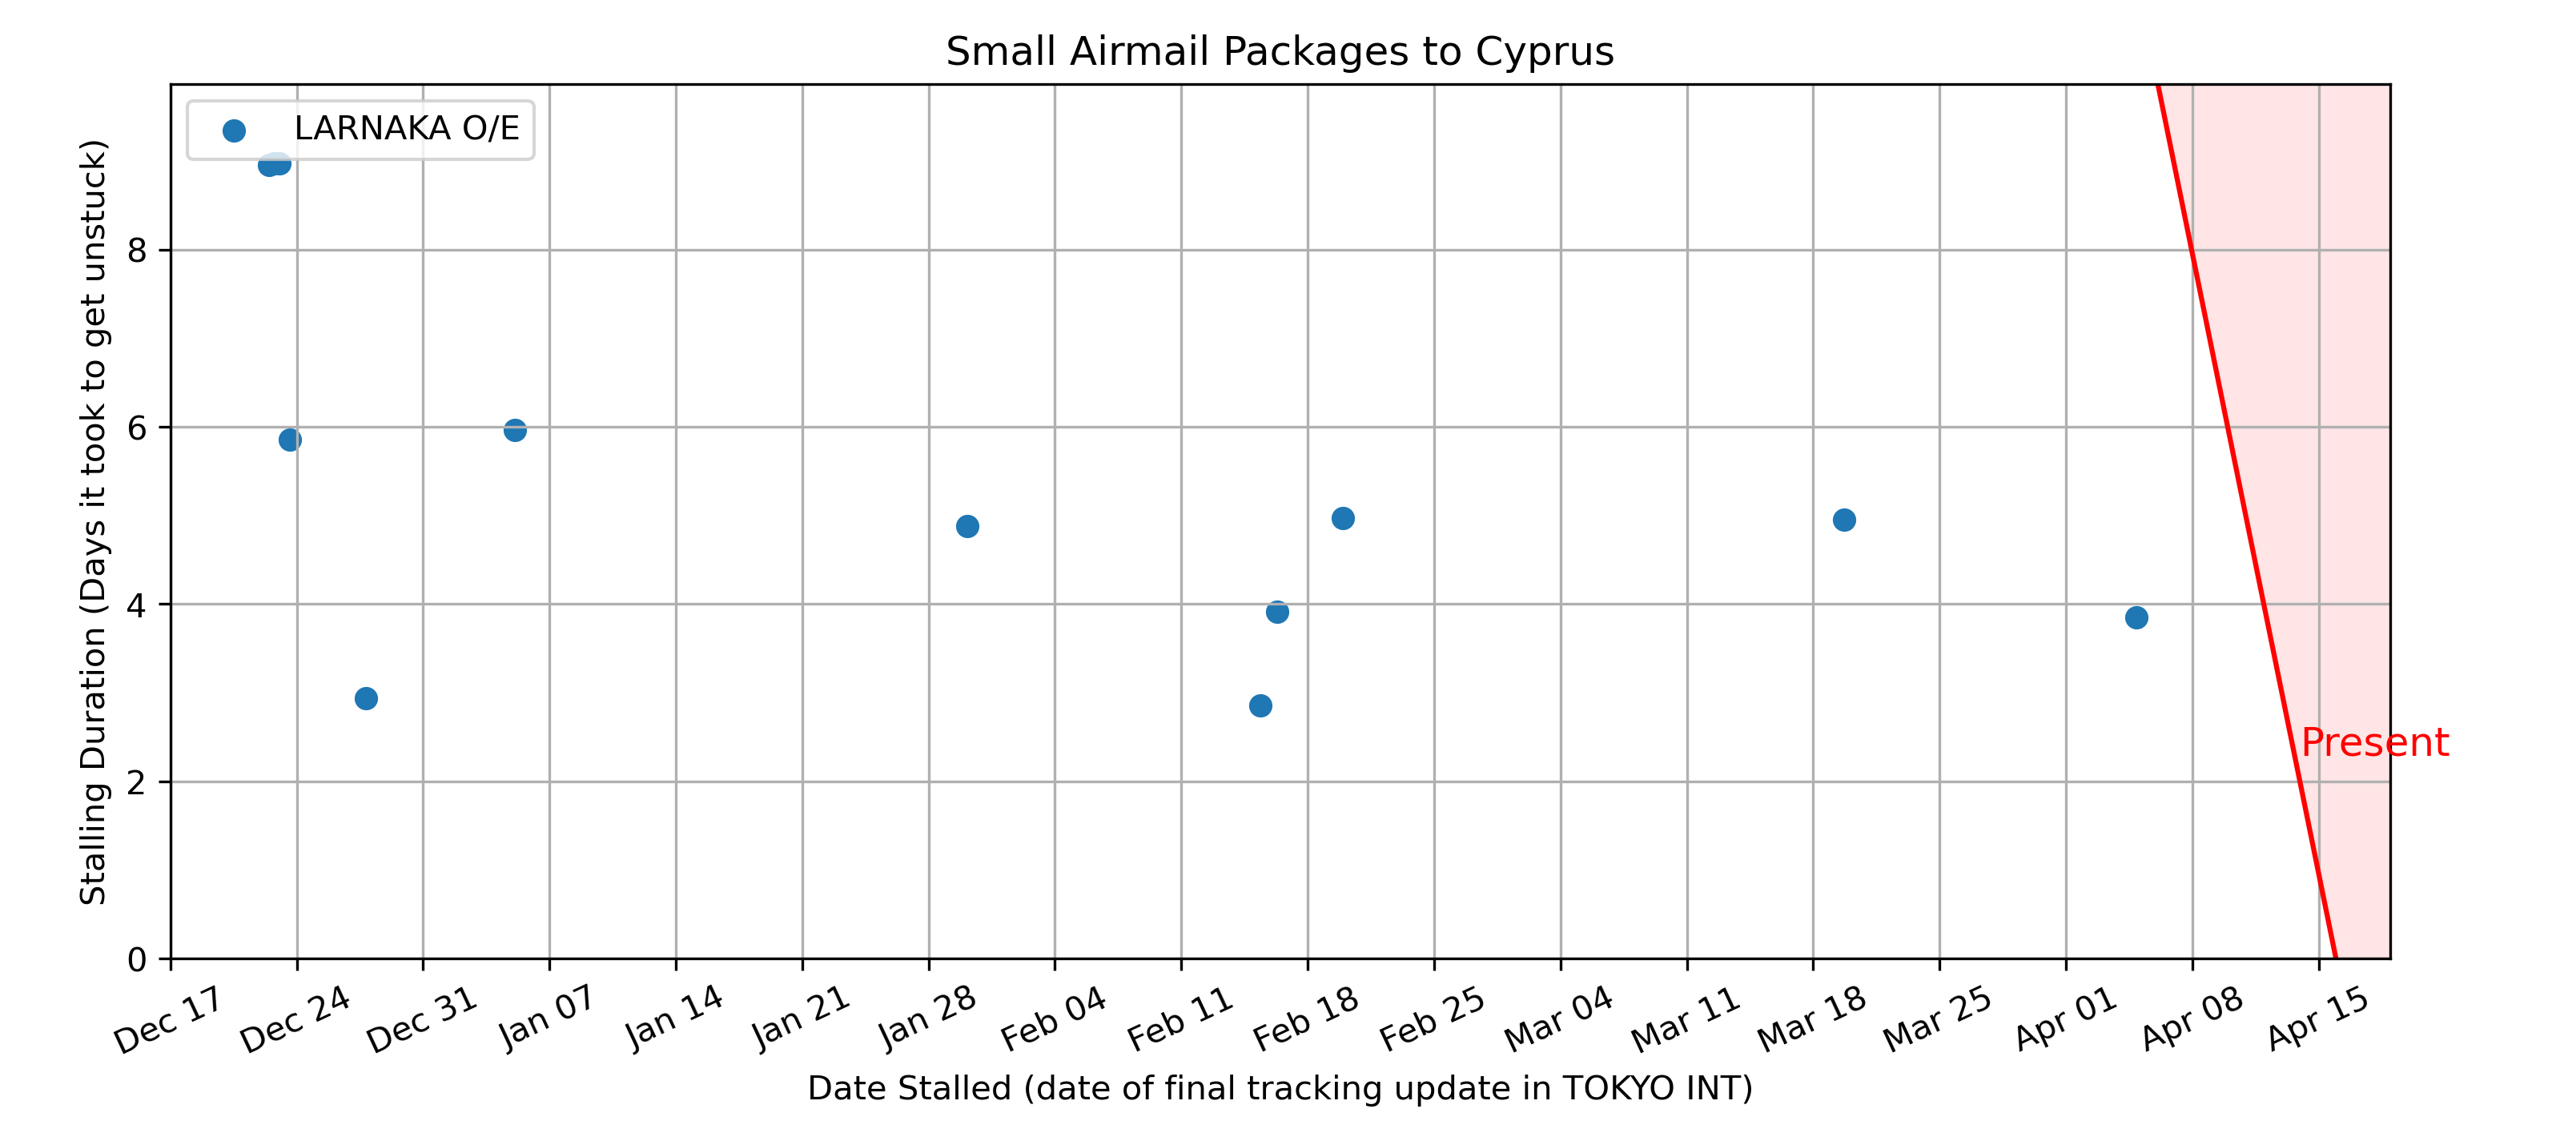 Small Airmail Packages to Cyprus
LARNAKA O/E
Stalling Duration (Days it took to get unstuck)
8
6
4
2
0
Present
Dec 17
Dec 24
Dec 31
Jan 07
Jan 14
Jan 21
Jan 28
Feb 04
Feb 11
Feb 18
Feb 25
Mar 04
Mar 11
Mar 18
Mar 25
Apr 01
Apr 08
Apr 15
Date Stalled (date of final tracking update in TOKYO INT)